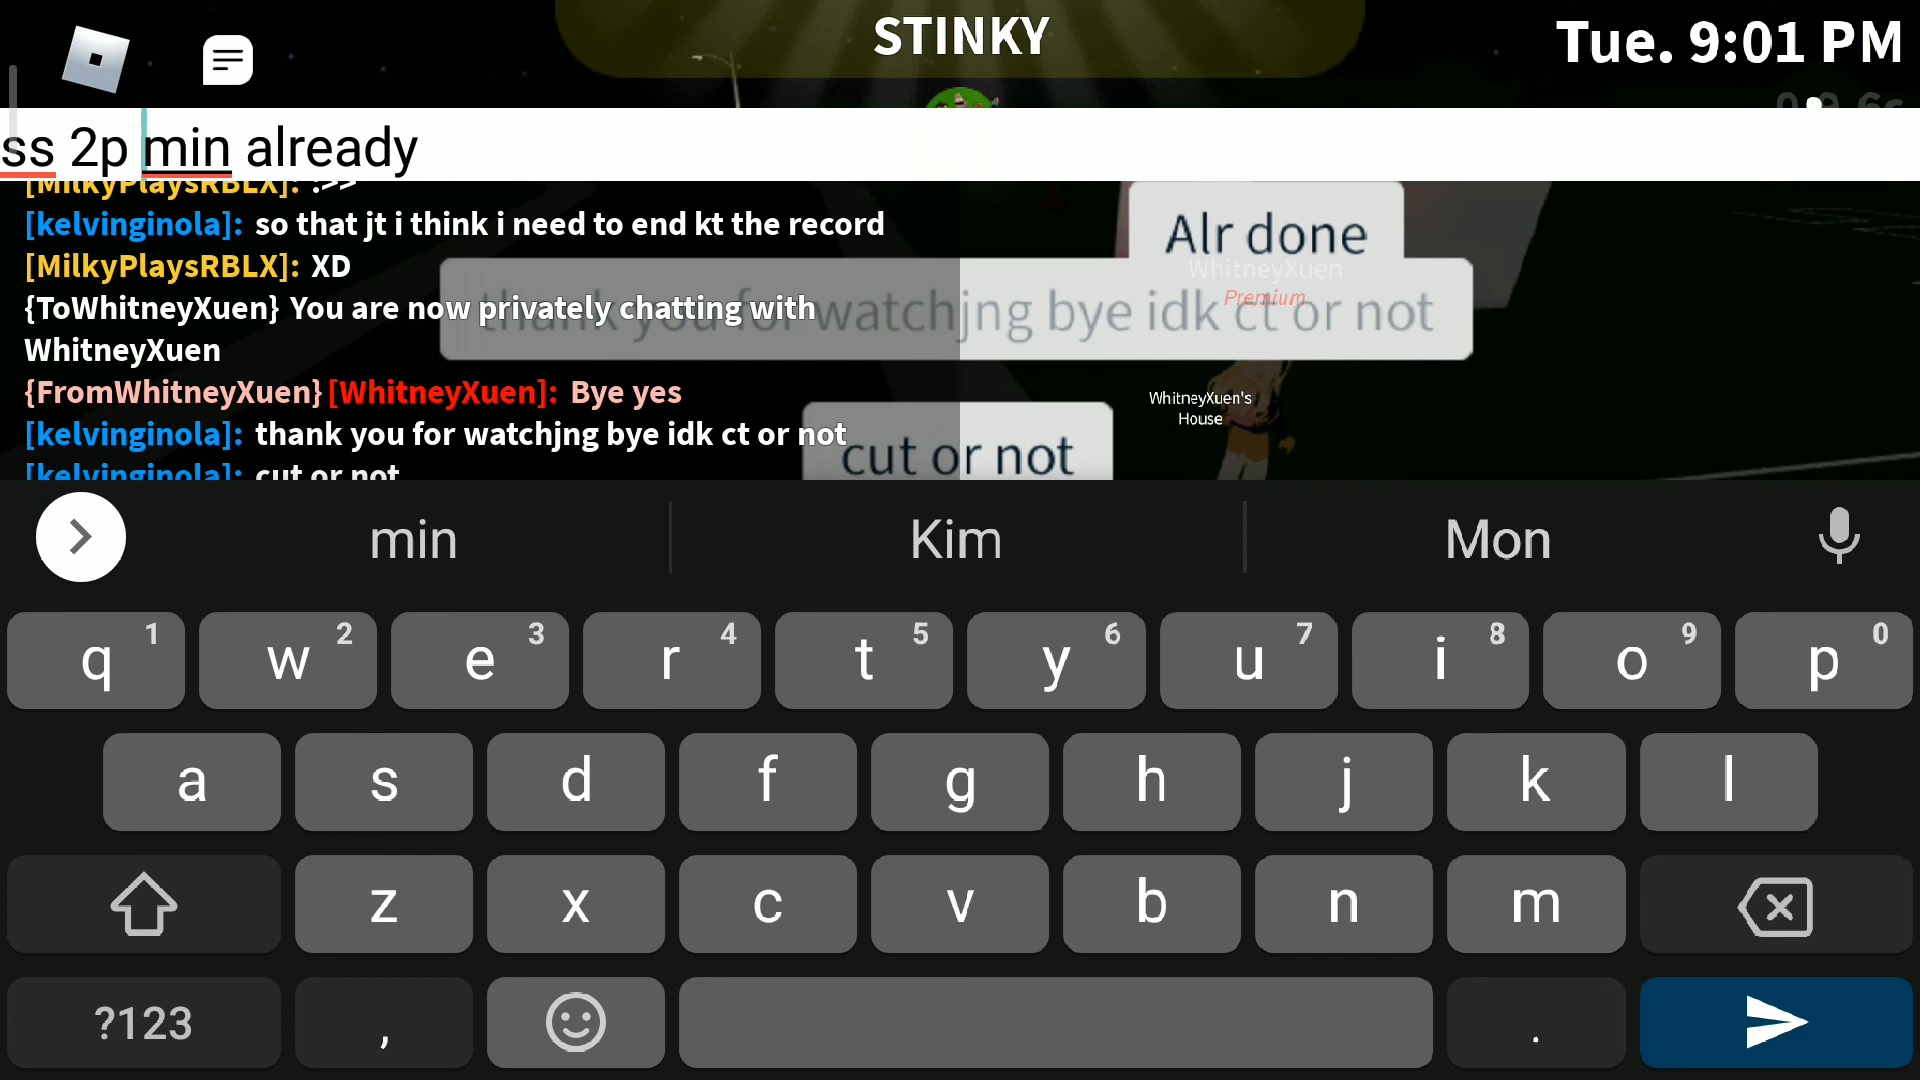 STINKY
Tue. 9:01 PM
ss 2p min already
[MilkyPlaysRBLX]: :>>
[kelvinginola]: so that jt i think i need to end kt the record
[MilkyPlaysRBLX]: XD
{ToWhitneyXuen} You are now privately chatting with
WhitneyXuen
{FromWhitneyXuen} [WhitneyXuen]: Bye yes
[kelvinginola]: thank you for watchjng bye idk ct or not
[kelvinginola]: cut or not
Alr done
WhitneyXuen
Premium
thank you for watchjng bye idk ct or not
WhitneyXuen's
House
cut or not
min Kim Mon
q 1 w 2 e 3 r 4 t 5 y 6 u 7 i 8 o 9 p 0
a s d f g h j k l
z x c v b n m
?123 , .